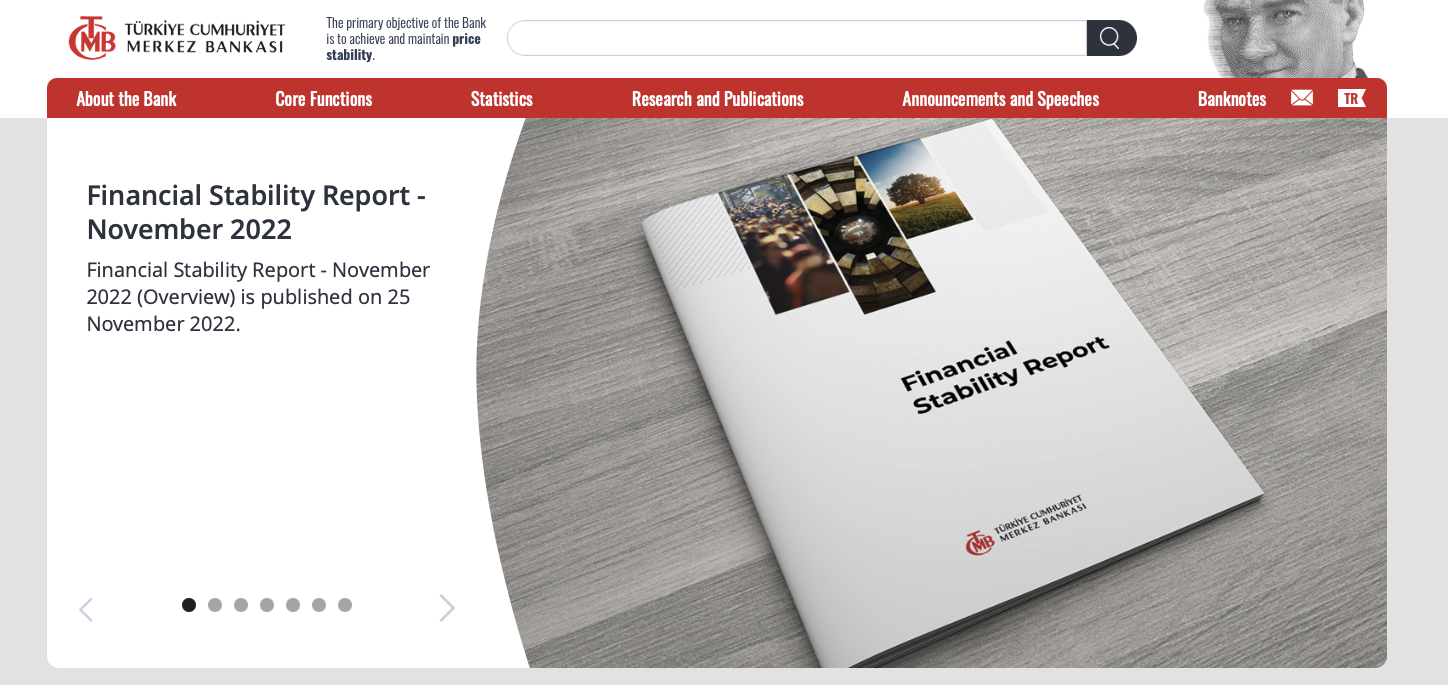 TÜRKİYE CUMHURİYET
MERKEZ BANKASI
The primary objective of the Bank
is to achieve and maintain price
stability.
About the Bank
Core Functions
Statistics
Research and Publications
Announcements and Speeches
Banknotes
TR
Financial Stability Report -
November 2022
Financial Stability Report - November
2022 (Overview) is published on 25
November 2022.
Financial
Stability Report
TÜRKİYE CUMHURİYET
MERKEZ BANKASI